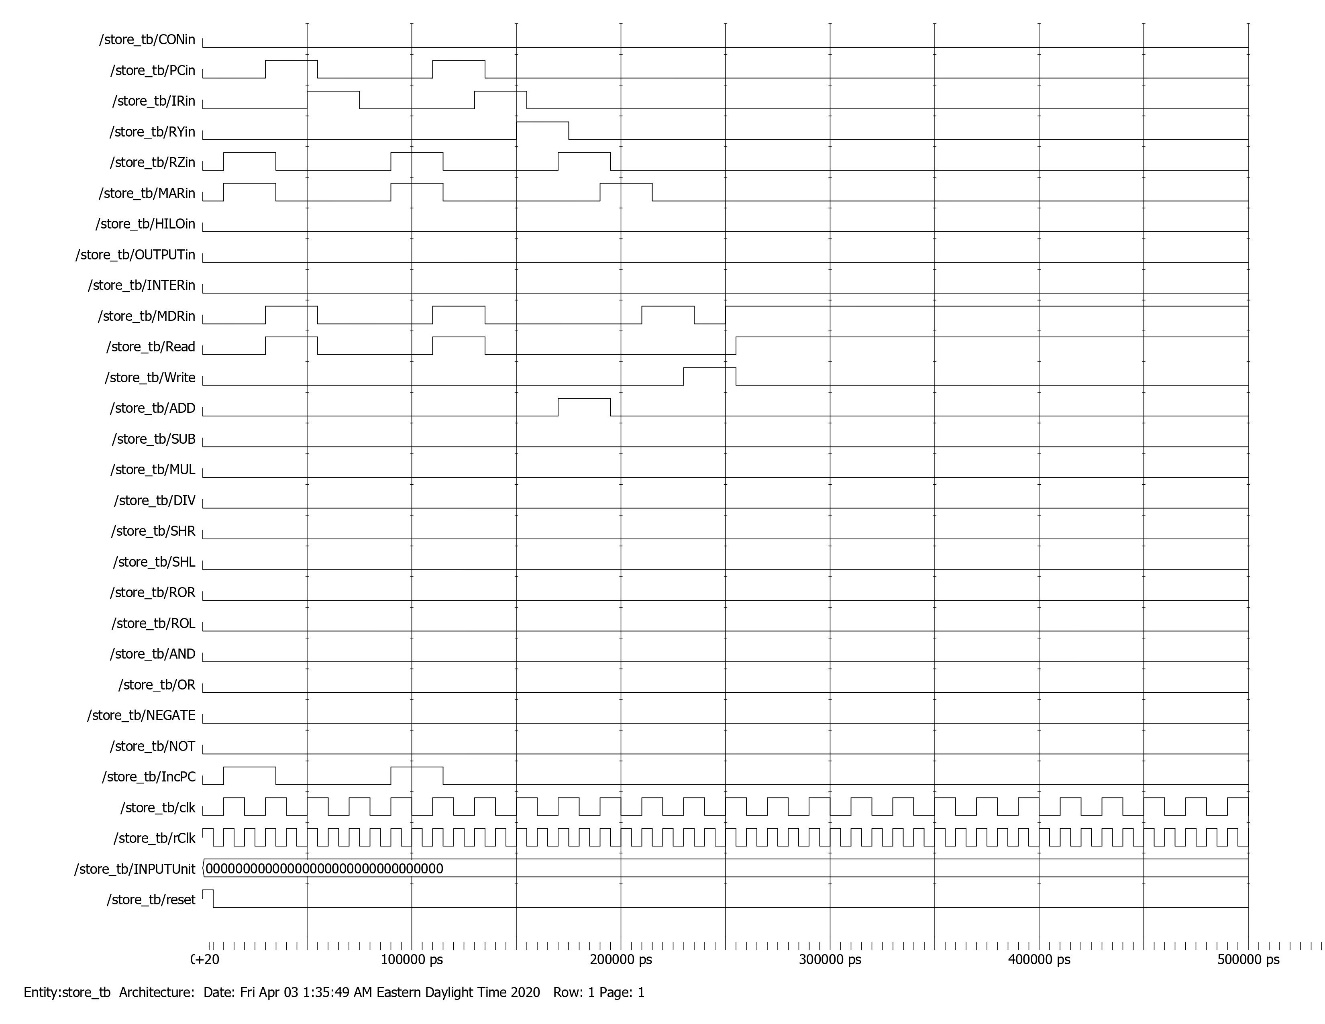 /store_tb/CONin
/store_tb/PCin
/store_tb/IRin
/store_tb/RYin
/store_tb/RZin
/store_tb/MARin
/store_tb/HILOin
/store_tb/OUTPUTin
/store_tb/INTERin
/store_tb/MDRin
/store_tb/Read
/store_tb/Write
/store_tb/ADD
/store_tb/SUB
/store_tb/MUL
/store_tb/DIV
/store_tb/SHR
/store_tb/SHL
/store_tb/ROR
/store_tb/ROL
/store_tb/AND
/store_tb/OR
/store_tb/NEGATE
/store_tb/NOT
/store_tb/IncPC
/store_tb/clk
/store_tb/rClk
/store_tb/INPUTUnit 00000000000000000000000000000000
/store_tb/reset
100000 ps 200000 ps 300000 ps 400000 ps 500000 ps
Entity:store_tb Architecture: Date: Fri Apr 03 1:35:49 AM Eastern Daylight Time 2020 Row: 1 Page: 1